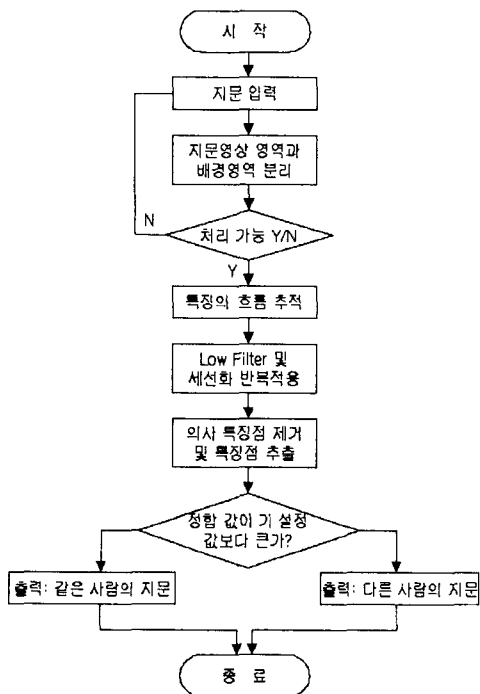 시 작
지문 입력
지문영상 영역과
배경영역 분리
N
처리 가능 Y/N
Y
특징의 흐름 추적
Low Filter 및
세선화 반복적용
의사 특징점 제거
및 특징점 추출
정합 값이 기 설정
값보다 큰가?
출력: 같은 사람의 지문
출력: 다른 사람의 지문
종 료